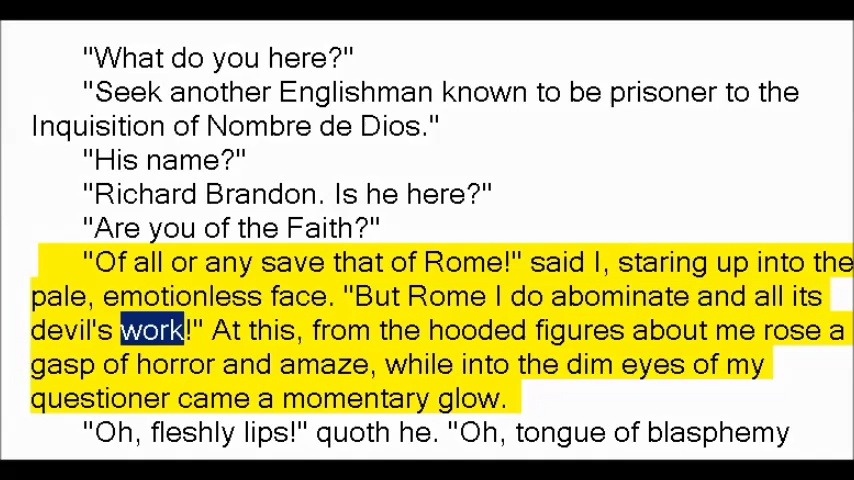 "What do you here?"
"Seek another Englishman known to be prisoner to the
Inquisition of Nombre de Dios."
"His name?"
"Richard Brandon. Is he here?"
"Are you of the Faith?"
"Of all or any save that of Rome!" said I, staring up into the
pale, emotionless face. "But Rome I do abominate and all its
devil's work!" At this, from the hooded figures about me rose a
gasp of horror and amaze, while into the dim eyes of my
questioner came a momentary glow.
"Oh, fleshly lips!" quoth he. "Oh, tongue of blasphemy